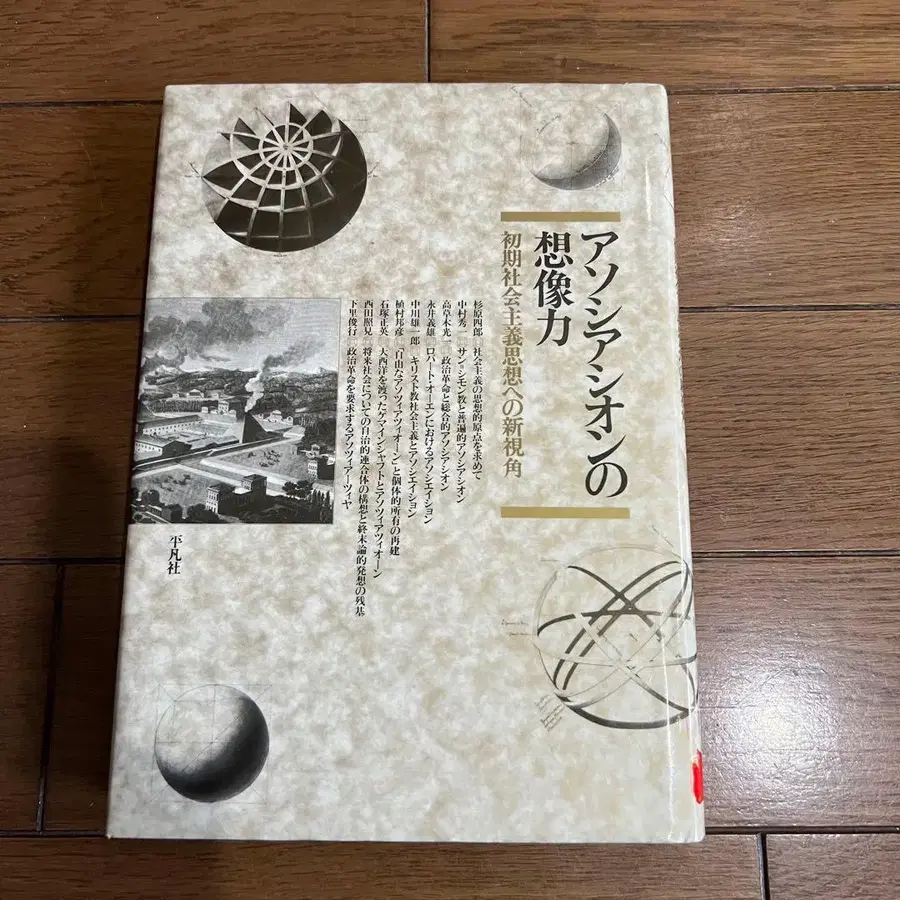 アソシアシオンの
想像力
初期社会主義思想への新視角
杉原四郎 社会主義の思想的原点を求めて
中村秀一 サン=シモン教と普遍的アソシアシオン
高草木光一 政治革命と総合的アソシアシオン
永井義雄 ロバート・オーエンにおけるアソシエイション
中川雄一郎 キリスト教社会主義とアソシエイション
植村邦彦 「自由なアソツィアツィオーン」と個体的所有の再建
石塚正英 大西洋を渡ったゲマインシャフトとアソツィアツィオーン
西田照見 将来社会についての自治的連合体の構想と終末論的発想の残基
下里俊行 政治革命を要求するアソツィアーツィヤ
平凡社